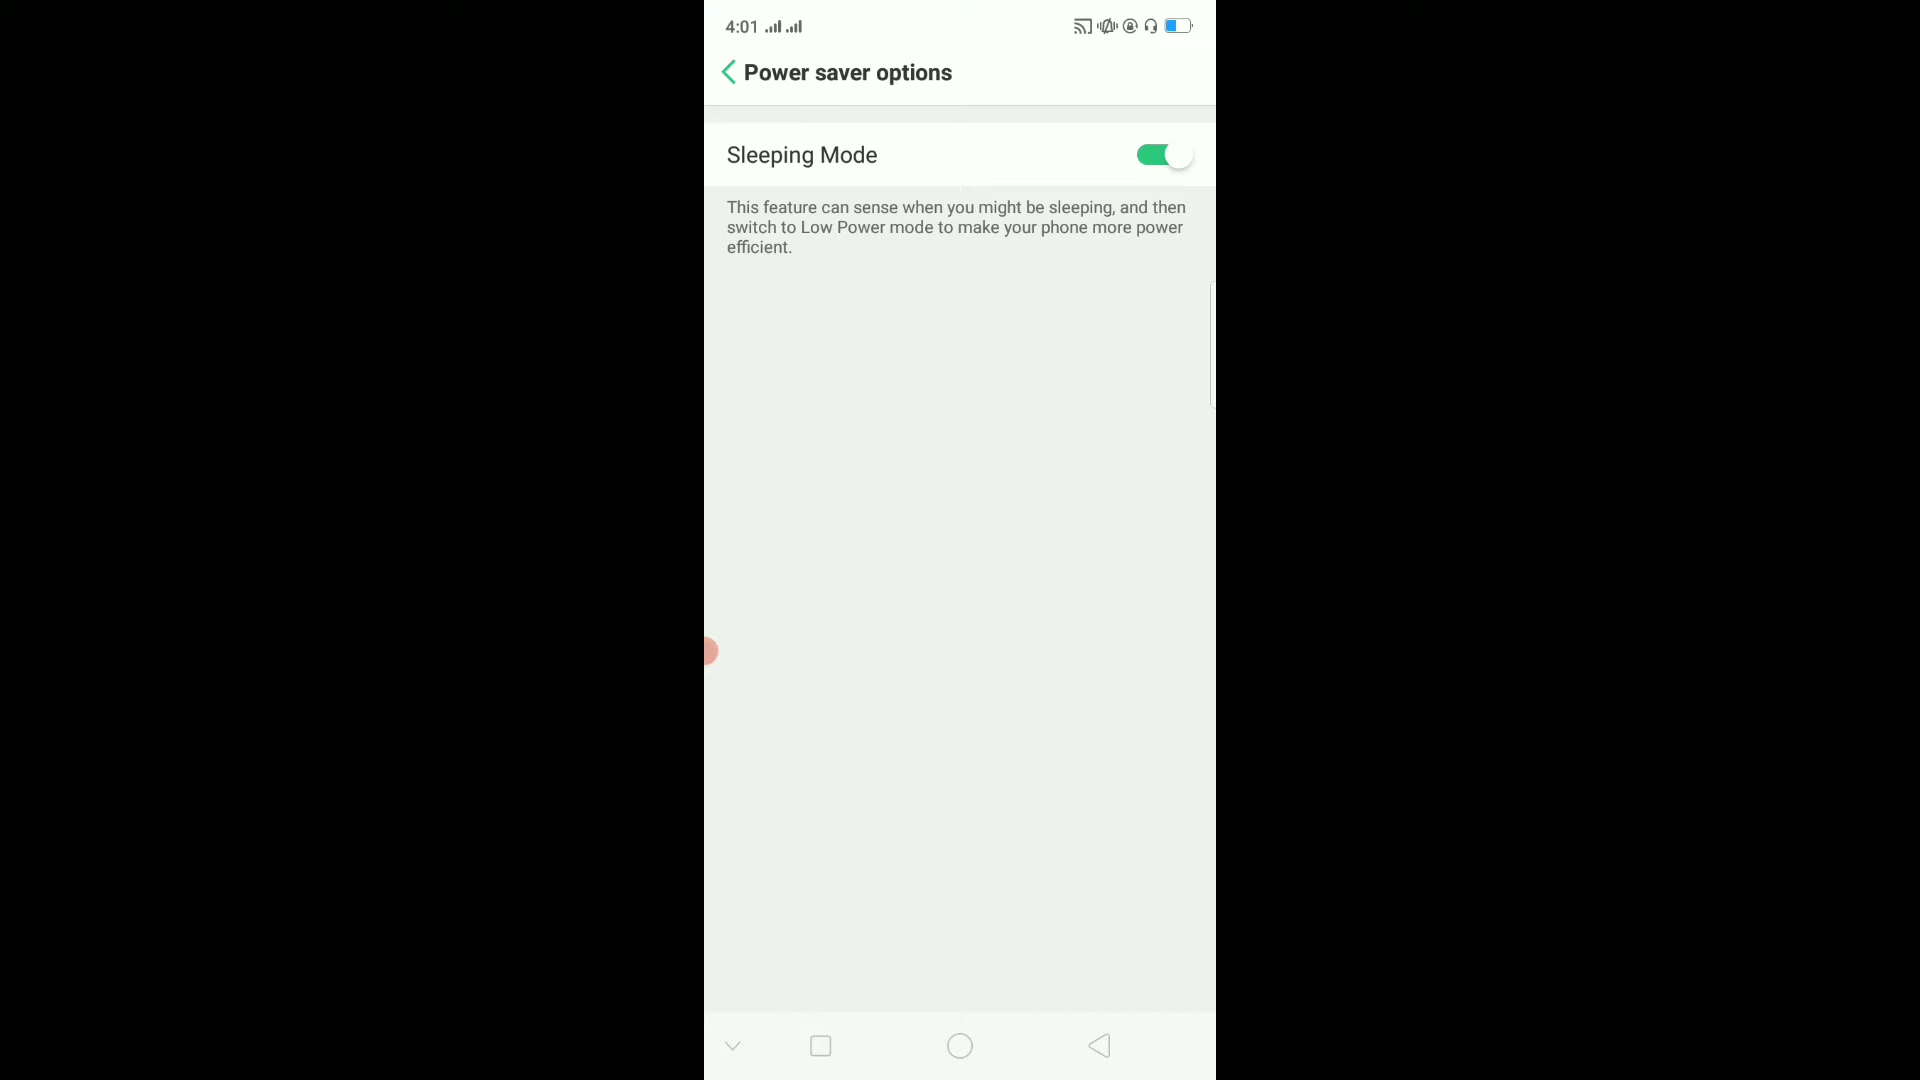 4:01
Power saver options
Sleeping Mode
This feature can sense when you might be sleeping, and then
switch to Low Power mode to make your phone more power
efficient.